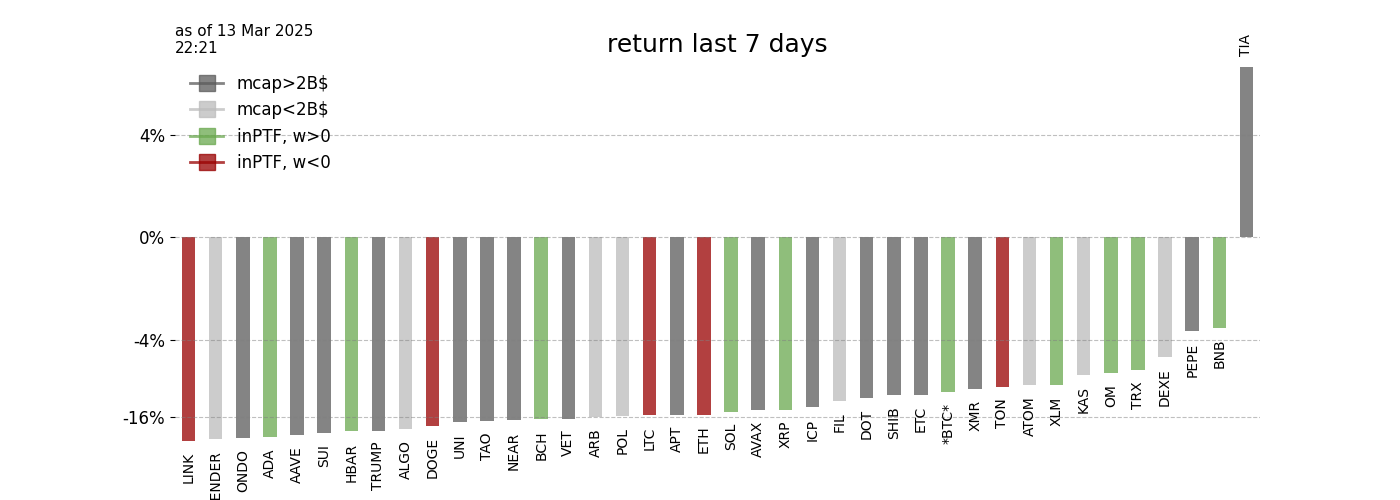 as of 13 Mar 2025
22:21
return last 7 days
TIA
mcap>2B$
mcap<2B$
inPTF, w>0
inPTF, w<0
4%
0%
-4%
-16%
LINK
ENDER
ONDO
ADA
AAVE
SUI
HBAR
TRUMP
ALGO
DOGE
UNI
TAO
NEAR
BCH
VET
ARB
POL
LTC
APT
ETH
SOL
AVAX
XRP
ICP
FIL
DOT
SHIB
ETC
*BTC*
XMR
TON
ATOM
XLM
KAS
OM
TRX
DEXE
PEPE
BNB